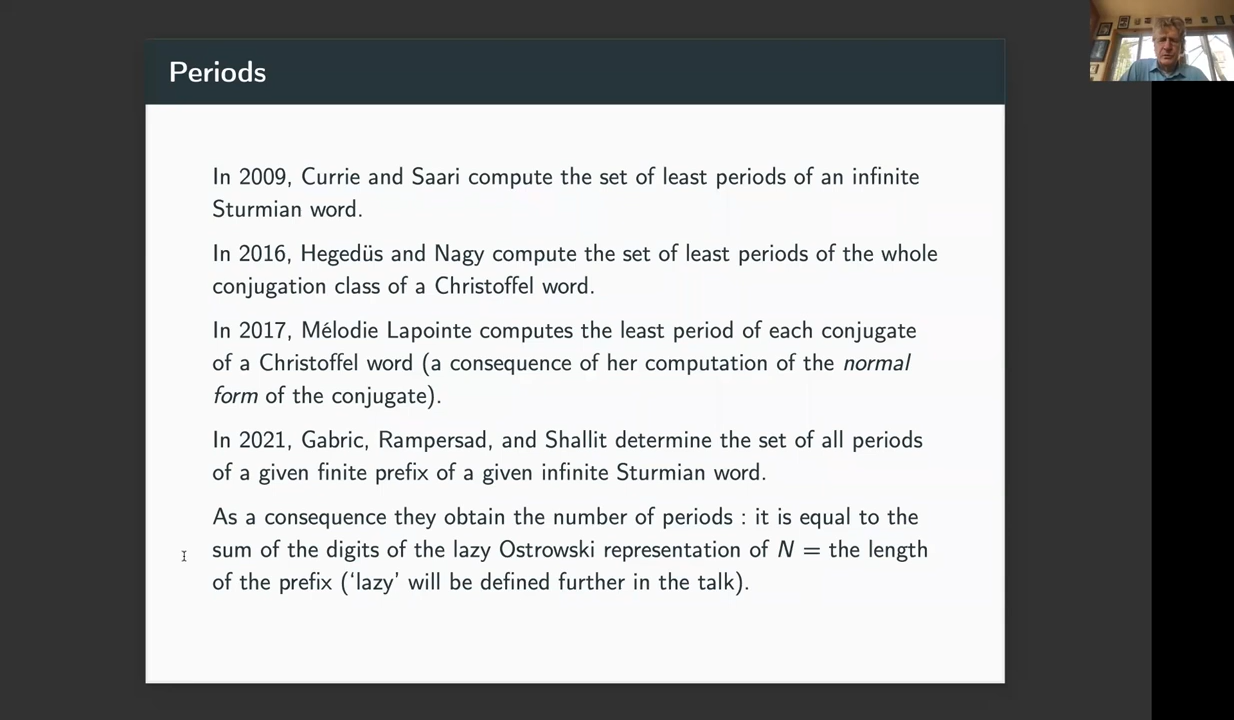 Periods
In 2009, Currie and Saari compute the set of least periods of an infinite
Sturmian word.
In 2016, Hegedüs and Nagy compute the set of least periods of the whole
conjugation class of a Christoffel word.
In 2017, Mélodie Lapointe computes the least period of each conjugate
of a Christoffel word (a consequence of her computation of the normal
form of the conjugate).
In 2021, Gabric, Rampersad, and Shallit determine the set of all periods
of a given finite prefix of a given infinite Sturmian word.
As a consequence they obtain the number of periods : it is equal to the
sum of the digits of the lazy Ostrowski representation of N = the length
of the prefix (‘lazy’ will be defined further in the talk).